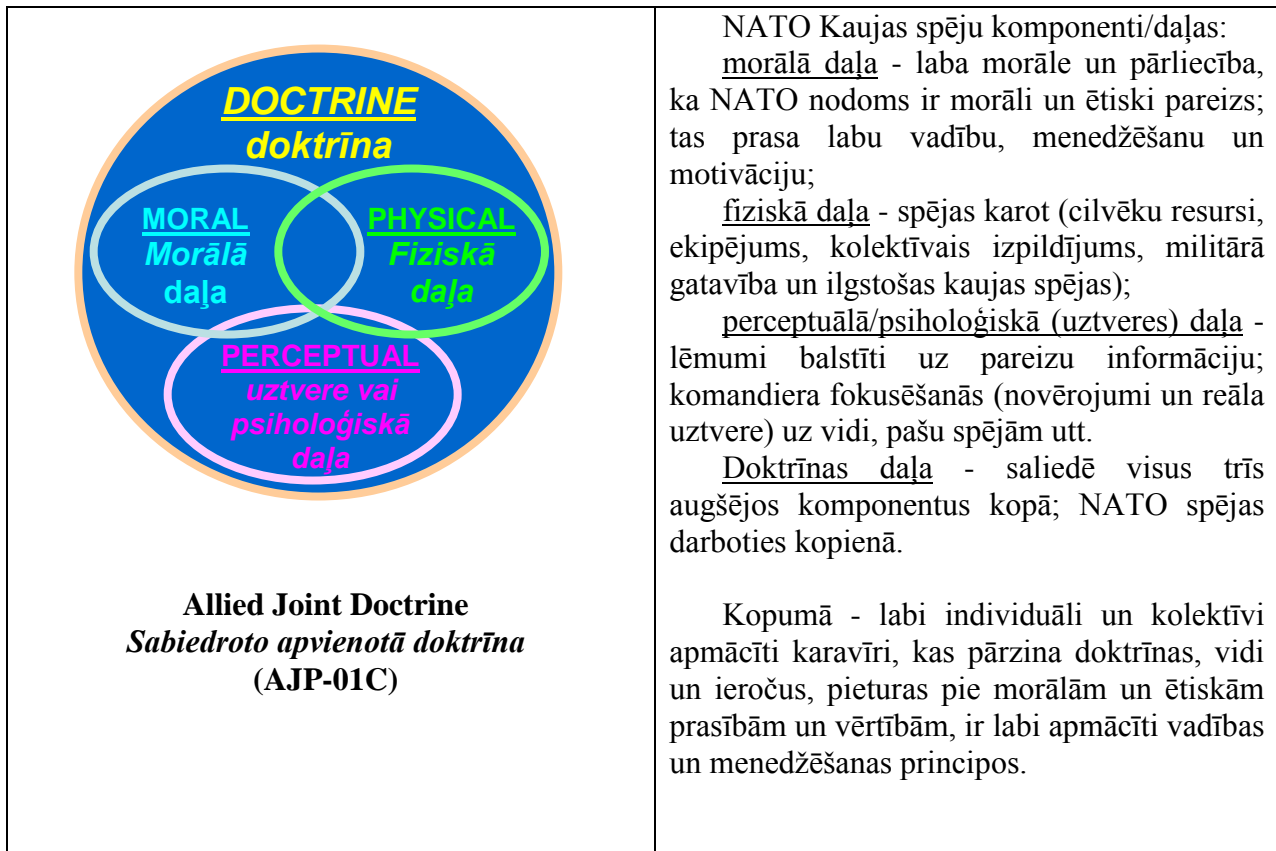 DOCTRINE
doktrīna
MORAL
Morālā
daļa
PHYSICAL
Fiziskā
daļa
PERCEPTUAL
uztvere vai
psiholoģiskā
daļa
Allied Joint Doctrine
Sabiedroto apvienotā doktrīna
(AJP-01C)
NATO Kaujas spēju komponenti/daļas:
morālā daļa - laba morāle un pārliecība,
ka NATO nodoms ir morāli un ētiski pareizs;
tas prasa labu vadību, menedžēšanu un
motivāciju;
fiziskā daļa - spējas karot (cilvēku resursi,
ekipējums, kolektīvais izpildījums, militārā
gatavība un ilgstošas kaujas spējas);
perceptuālā/psiholoģiskā (uztveres) daļa -
lēmumi balstīti uz pareizu informāciju;
komandiera fokusēšanās (novērojumi un reāla
uztvere) uz vidi, pašu spējām utt.
Doktrīnas daļa - saliedē visus trīs
augšējos komponentus kopā; NATO spējas
darboties kopienā.
Kopumā - labi individuāli un kolektīvi
apmācīti karavīri, kas pārzina doktrīnas, vidi
un ieročus, pieturas pie morālām un ētiskām
prasībām un vērtībām, ir labi apmācīti vadības
un menedžēšanas principos.